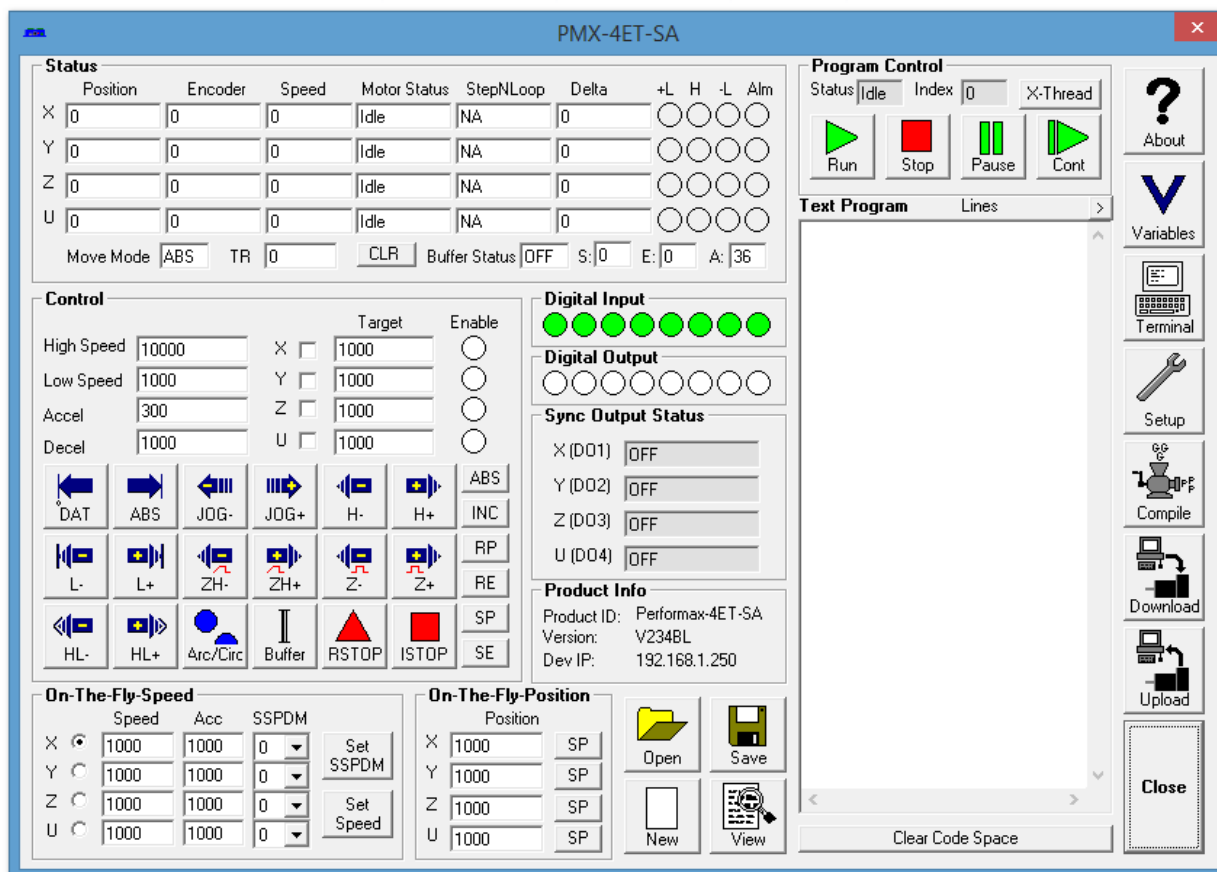 PMX-4ET-SA
Status
Position Encoder Speed Motor Status StepNLoop Delta +L H -L Alm
X 0 0 0 Idle NA 0
Y 0 0 0 Idle NA 0
Z 0 0 0 Idle NA 0
U 0 0 0 Idle NA 0
Move Mode ABS TR 0 CLR Buffer Status OFF S: 0 E: 0 A: 36
Control
Target Enable
High Speed 10000 X 1000
Low Speed 1000 Y 1000
Accel 300 Z 1000
Decel 1000 U 1000
DAT ABS JOG- JOG+ H- H+
L- L+ ZH- ZH+ Z- Z+
HL- HL+ Arc/Circ Buffer RSTOP ISTOP
ABS
INC
RP
RE
SP
SE
Digital Input
Digital Output
Sync Output Status
X (DO1) OFF
Y (DO2) OFF
Z (DO3) OFF
U (DO4) OFF
Product Info
Product ID: Performax-4ET-SA
Version: V234BL
Dev IP: 192.168.1.250
On-The-Fly-Speed
Speed Acc SSPDM
X 1000 1000 0
Y 1000 1000 0
Z 1000 1000 0
U 1000 1000 0
Set SSPDM
Set Speed
On-The-Fly-Position
Position
X 1000 SP
Y 1000 SP
Z 1000 SP
U 1000 SP
Open Save
New View
Program Control
Status Idle Index 0 X-Thread
Run Stop Pause Cont
Text Program Lines >
Clear Code Space
About
Variables
Terminal
Setup
Compile
Download
Upload
Close